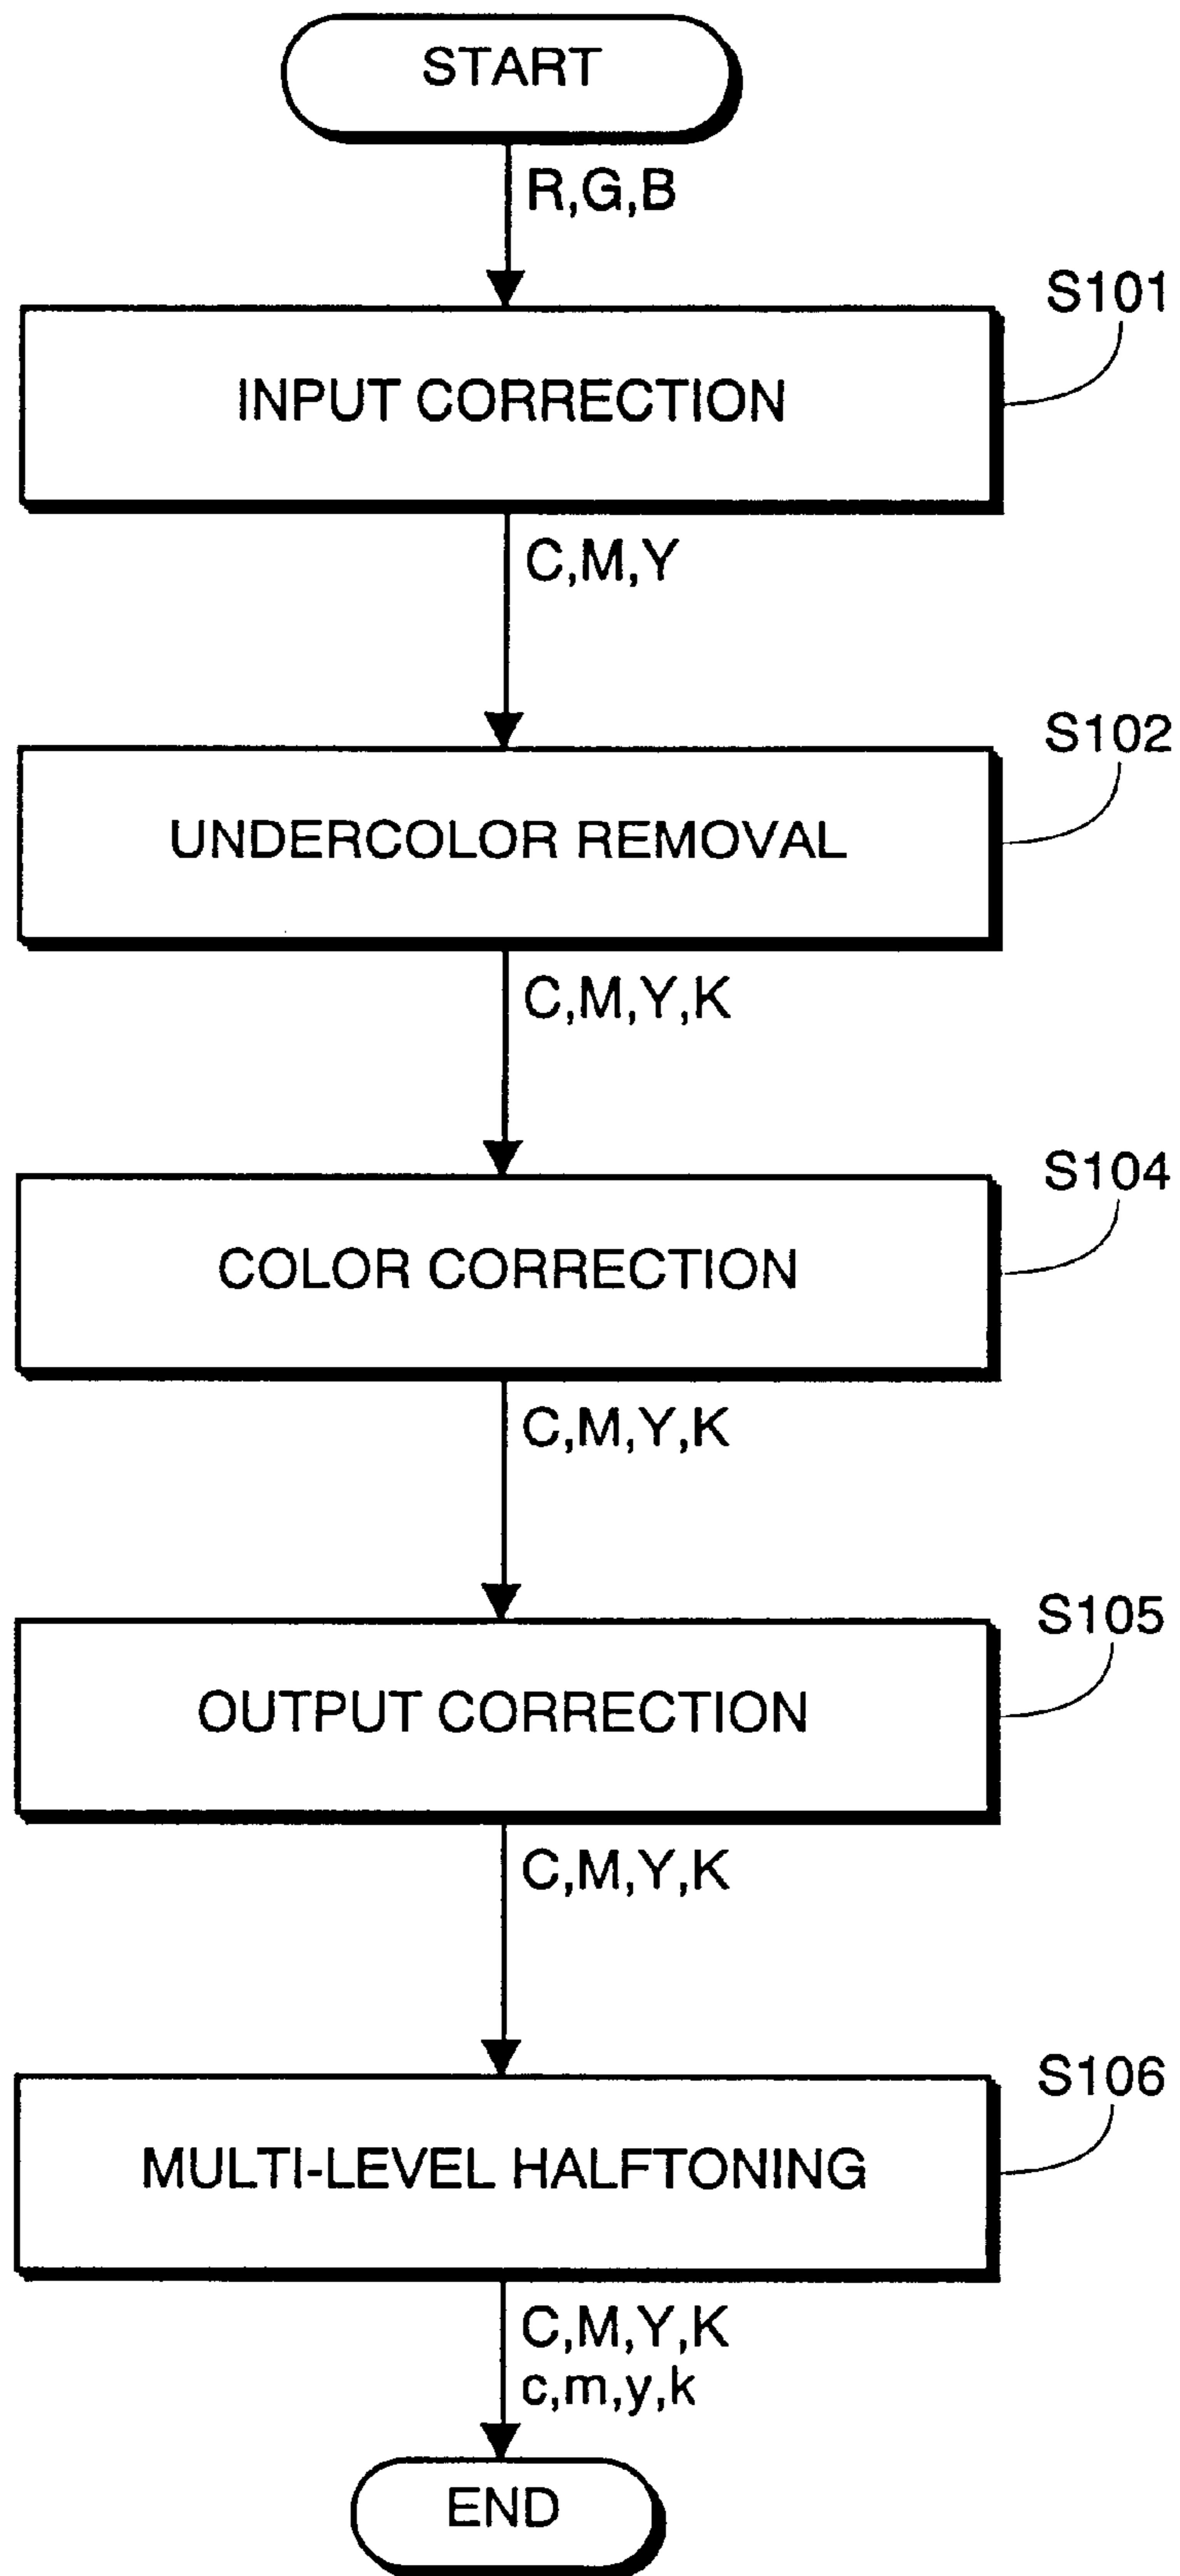 START
R,G,B
S101
INPUT CORRECTION
C,M,Y
S102
UNDERCOLOR REMOVAL
C,M,Y,K
S104
COLOR CORRECTION
C,M,Y,K
S105
OUTPUT CORRECTION
C,M,Y,K
S106
MULTI-LEVEL HALFTONING
C,M,Y,K
c,m,y,k
END